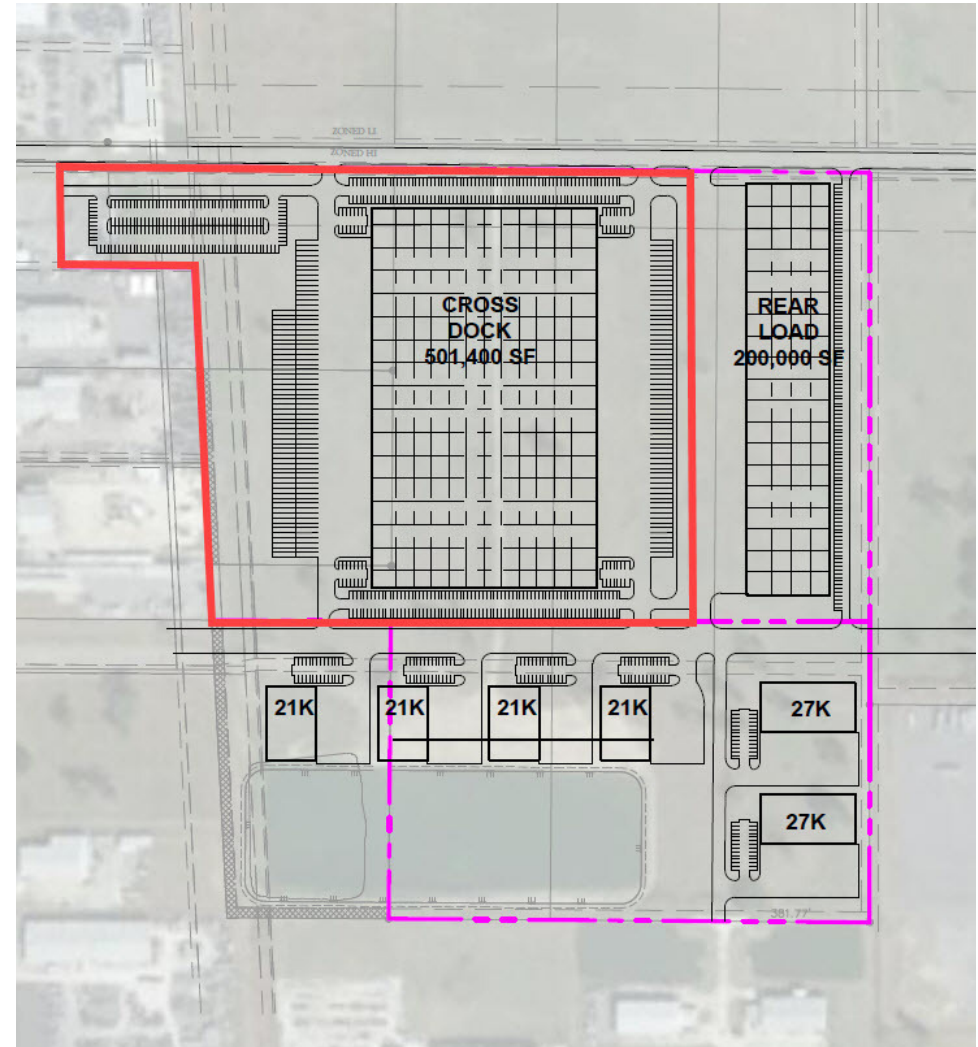 ZONED LI
ZONED HI
CROSS
DOCK
501,400 SF
REAR
LOAD
200,000 SF
21K
21K
21K
21K
27K
27K
381.77'